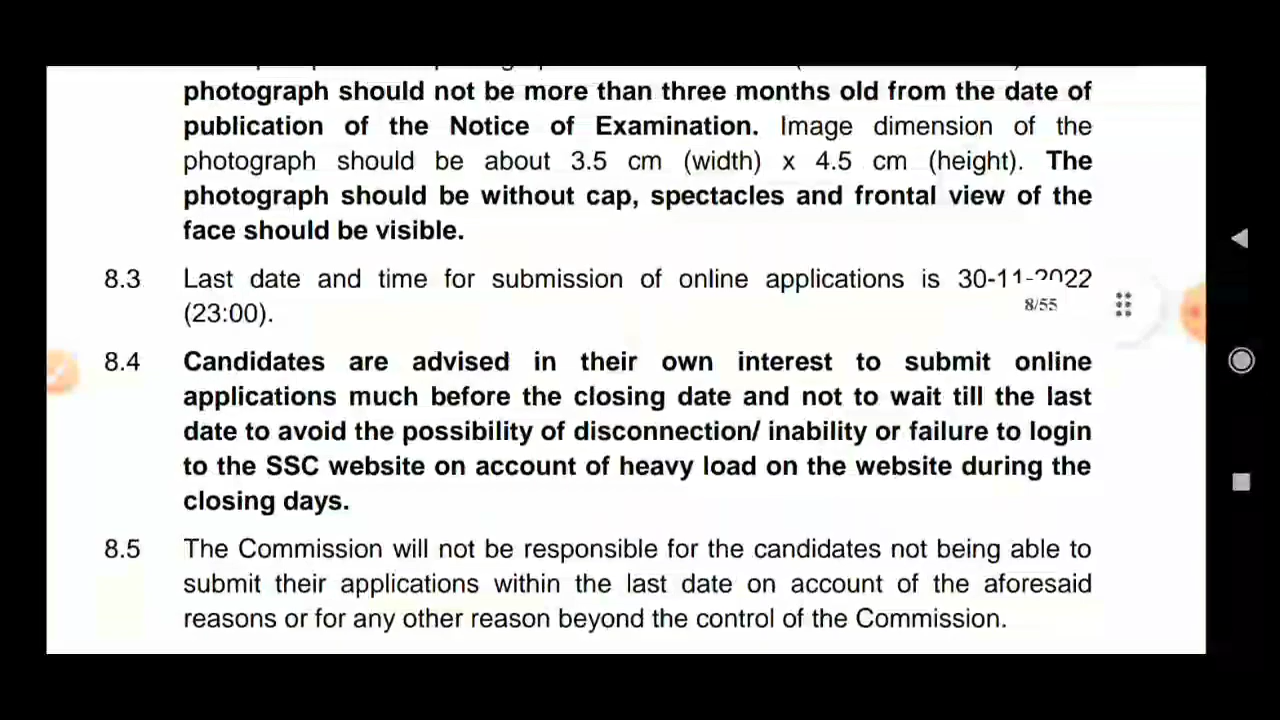 photograph should not be more than three months old from the date of
publication of the Notice of Examination. Image dimension of the
photograph should be about 3.5 cm (width) x 4.5 cm (height). The
photograph should be without cap, spectacles and frontal view of the
face should be visible.
8.3 Last date and time for submission of online applications is 30-11-2022
(23:00).
8/55
8.4 Candidates are advised in their own interest to submit online
applications much before the closing date and not to wait till the last
date to avoid the possibility of disconnection/ inability or failure to login
to the SSC website on account of heavy load on the website during the
closing days.
8.5 The Commission will not be responsible for the candidates not being able to
submit their applications within the last date on account of the aforesaid
reasons or for any other reason beyond the control of the Commission.